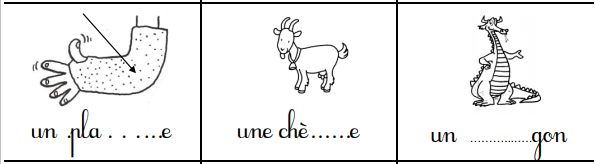 un pla . . . ....e
une chè......e
un ..................gon